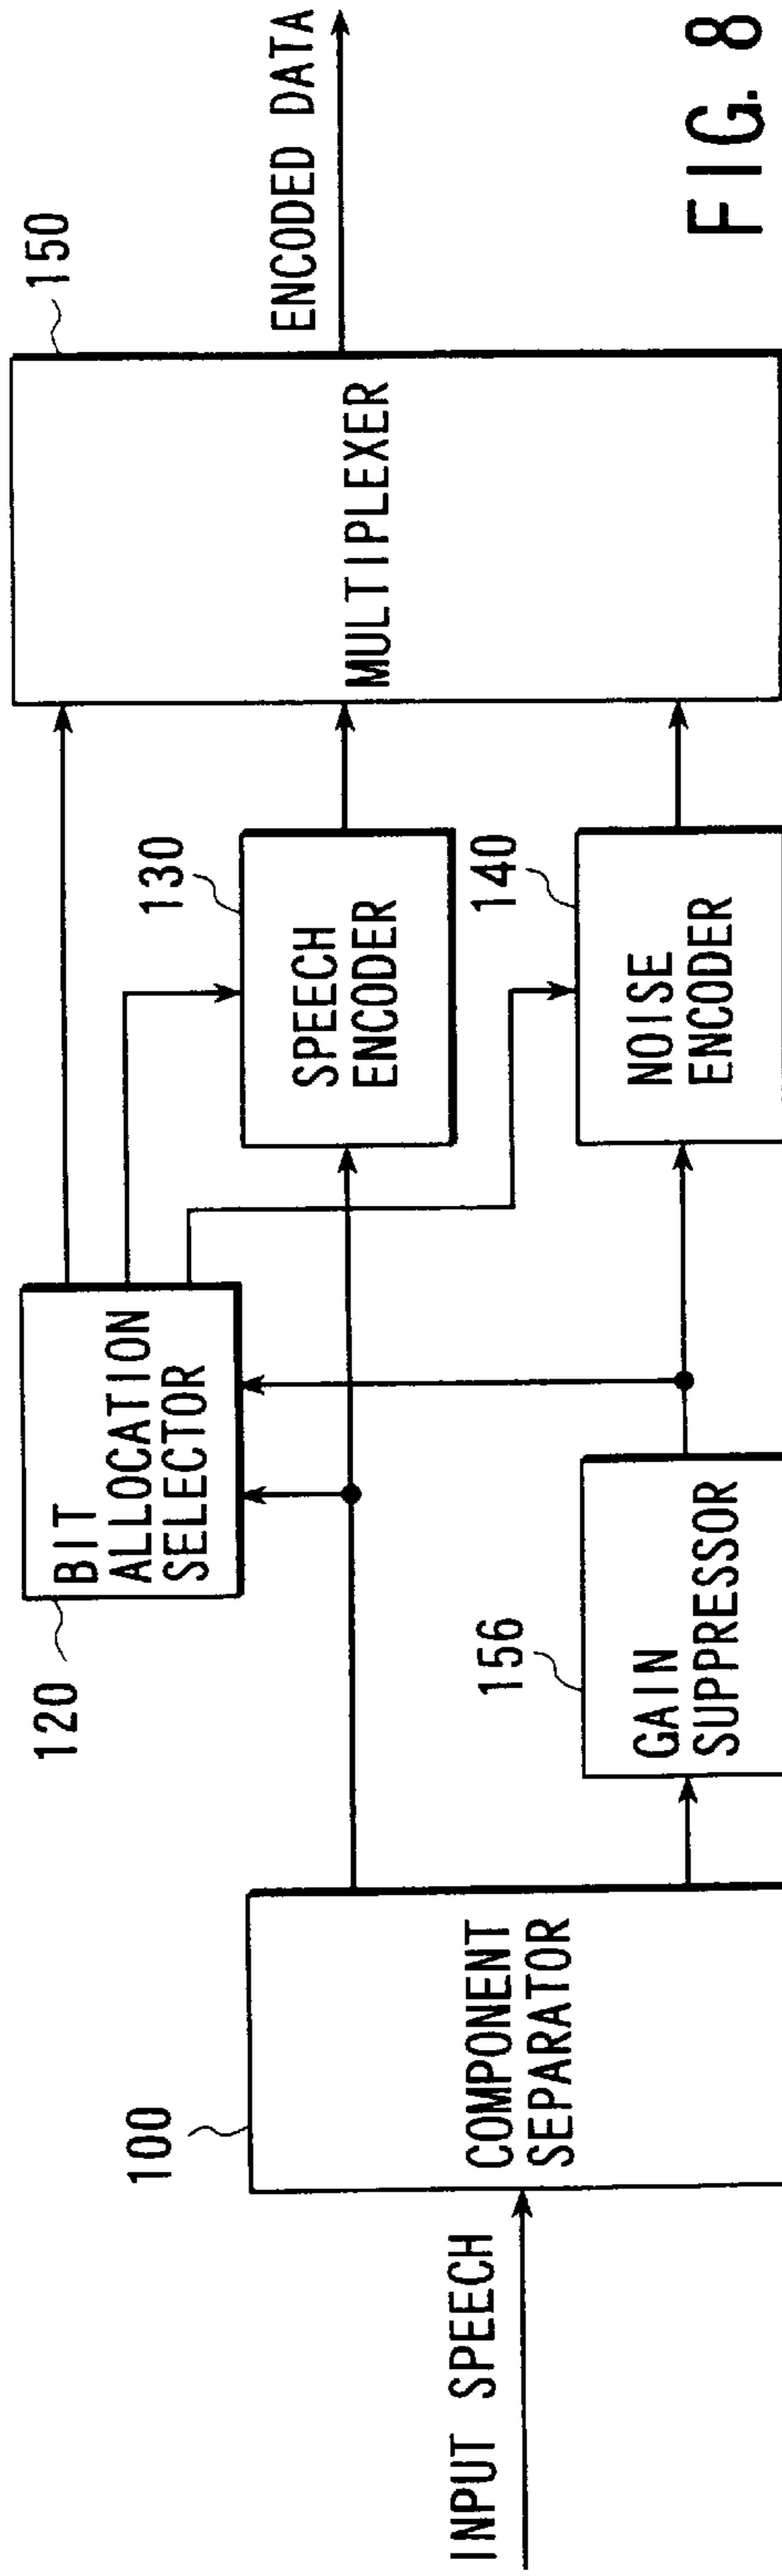 INPUT SPEECH
100
COMPONENT
SEPARATOR
120
BIT
ALLOCATION
SELECTOR
156
GAIN
SUPPRESSOR
130
SPEECH
ENCODER
140
NOISE
ENCODER
150
MULTIPLEXER
ENCODED DATA
FIG. 8